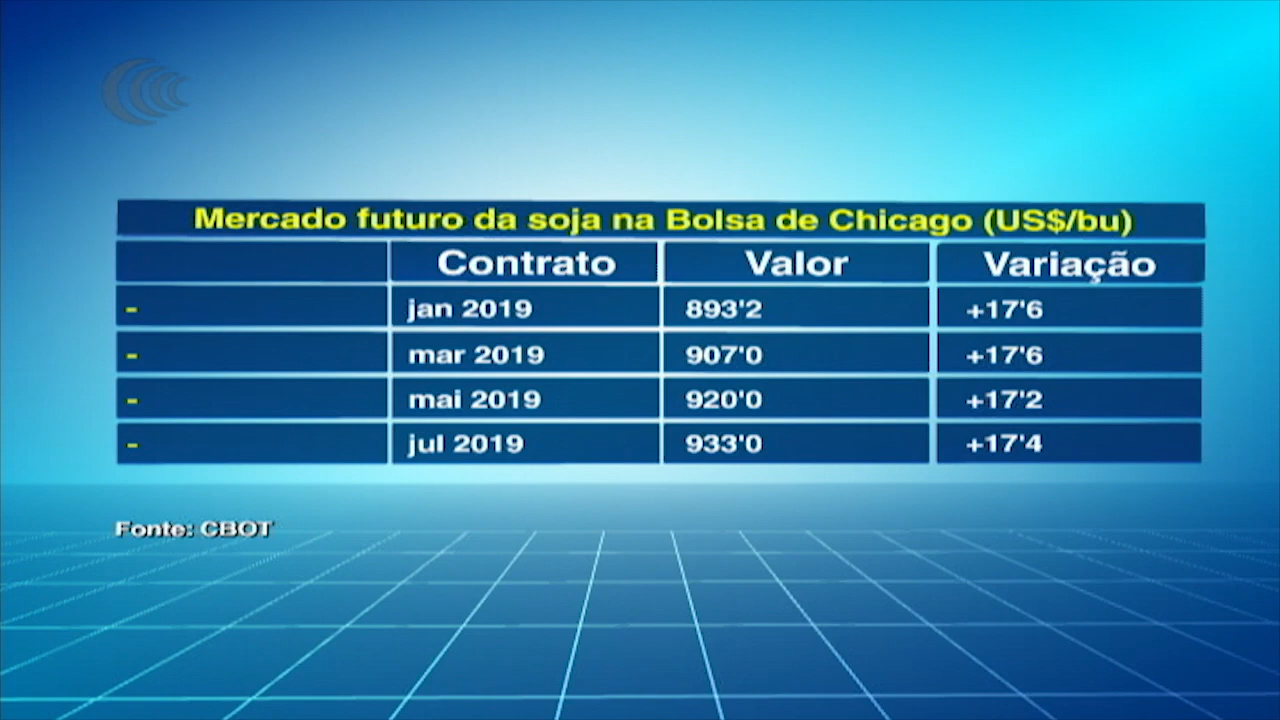 Mercado futuro da soja na Bolsa de Chicago (US$/bu)
Contrato Valor Variação
- jan 2019 893'2 +17'6
- mar 2019 907'0 +17'6
- mai 2019 920'0 +17'2
- jul 2019 933'0 +17'4
Fonte: CBOT